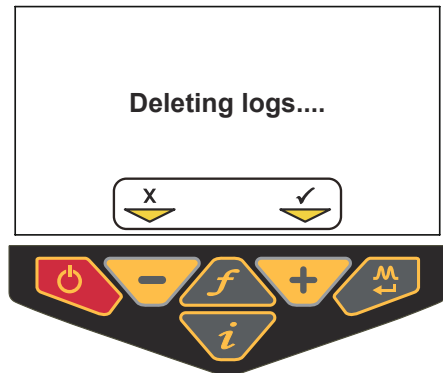 Deleting logs....
X ✓
- f +
i